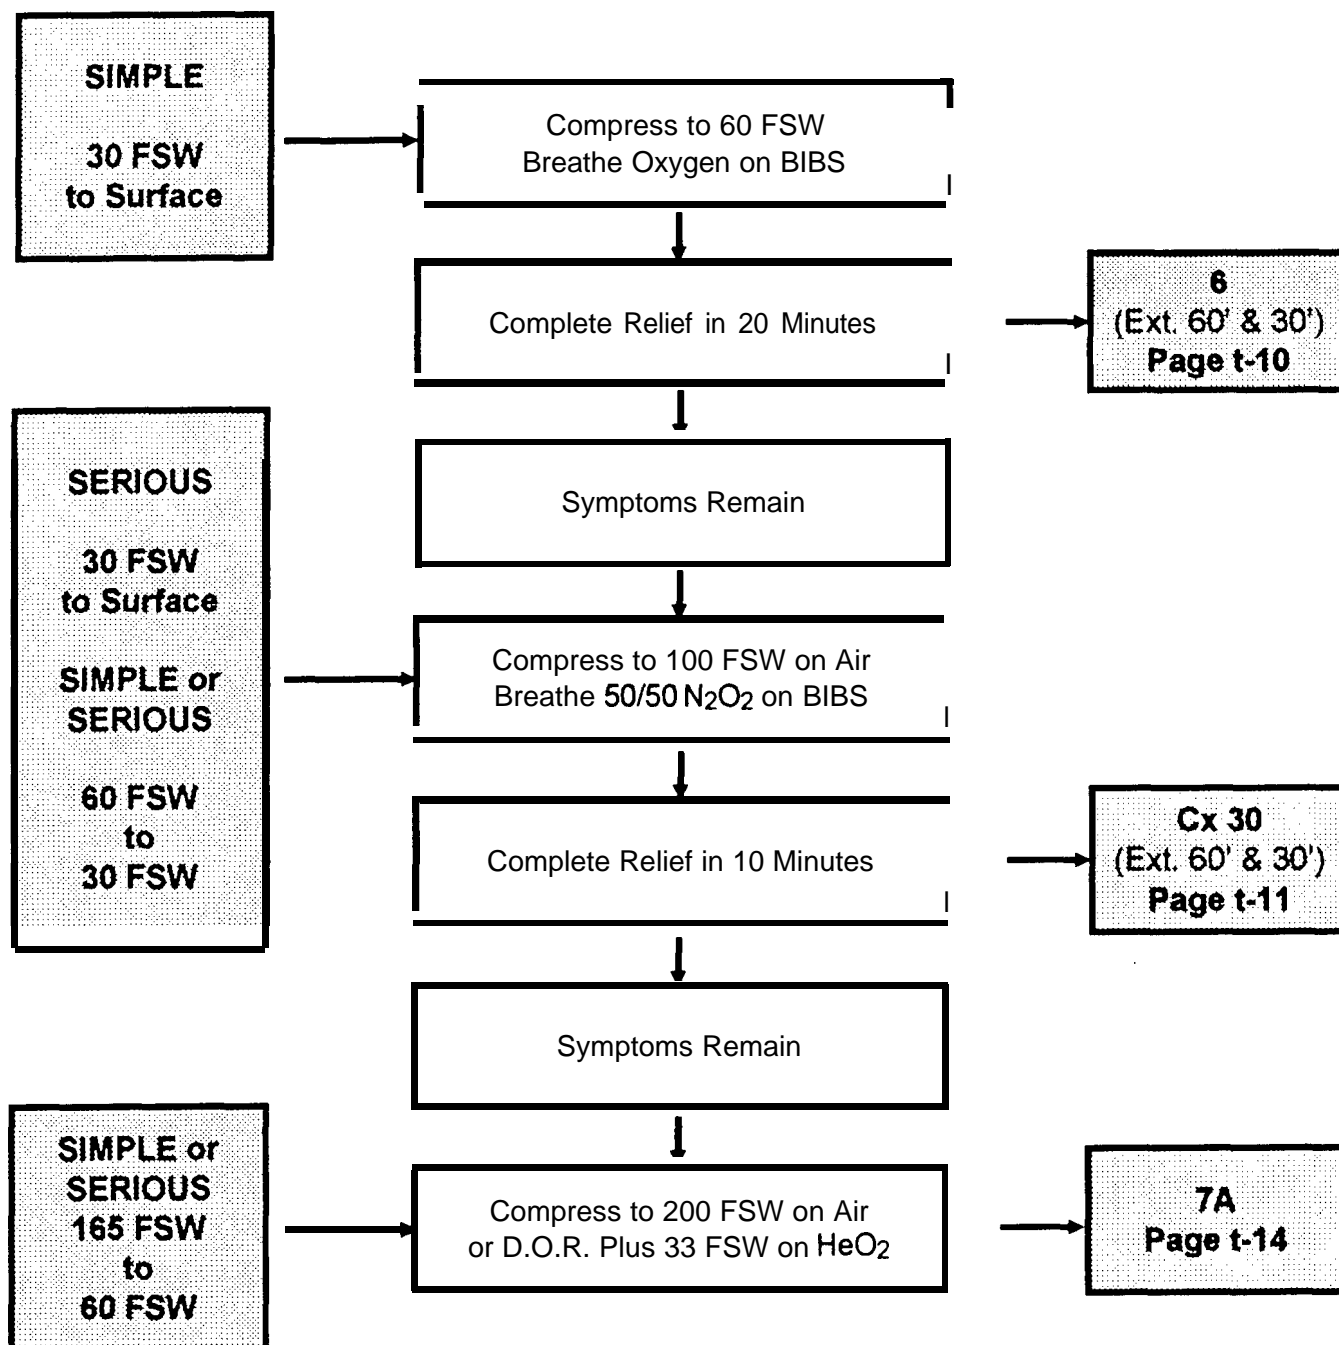 SIMPLE
30 FSW
to Surface
Compress to 60 FSW
Breathe Oxygen on BIBS
Complete Relief in 20 Minutes
6
(Ext. 60' & 30')
Page t-10
Symptoms Remain
SERIOUS
30 FSW
to Surface
SIMPLE or
SERIOUS
60 FSW
to
30 FSW
Compress to 100 FSW on Air
Breathe 50/50 N₂O₂ on BIBS
Complete Relief in 10 Minutes
Cx 30
(Ext. 60' & 30')
Page t-11
Symptoms Remain
SIMPLE or
SERIOUS
165 FSW
to
60 FSW
Compress to 200 FSW on Air
or D.O.R. Plus 33 FSW on HeO₂
7A
Page t-14